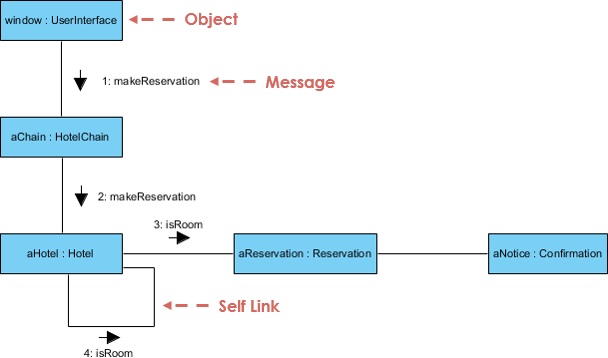 window : UserInterface
Object
1: makeReservation
Message
aChain : HotelChain
2: makeReservation
3: isRoom
aHotel : Hotel
aReservation : Reservation
aNotice : Confirmation
Self Link
4: isRoom